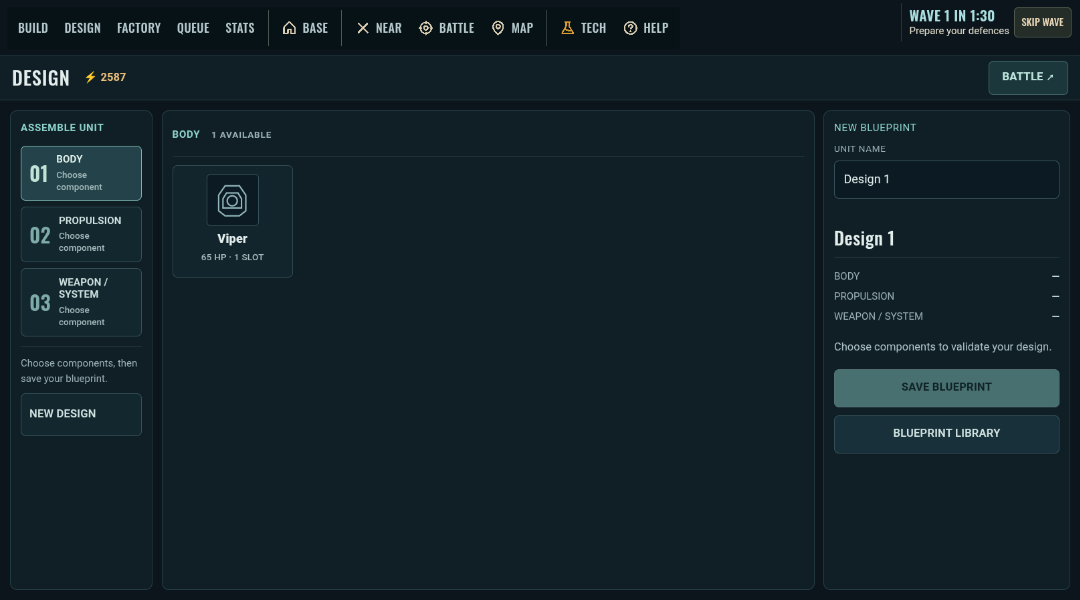 BUILD DESIGN FACTORY QUEUE STATS BASE NEAR BATTLE MAP TECH HELP
WAVE 1 IN 1:30
Prepare your defences
SKIP WAVE
DESIGN ⚡ 2587
BATTLE ↗
ASSEMBLE UNIT
01 BODY
Choose
component
02 PROPULSION
Choose
component
03 WEAPON /
SYSTEM
Choose
component
Choose components, then
save your blueprint.
NEW DESIGN
BODY 1 AVAILABLE
Viper
65 HP · 1 SLOT
NEW BLUEPRINT
UNIT NAME
Design 1
Design 1
BODY –
PROPULSION –
WEAPON / SYSTEM –
Choose components to validate your design.
SAVE BLUEPRINT
BLUEPRINT LIBRARY